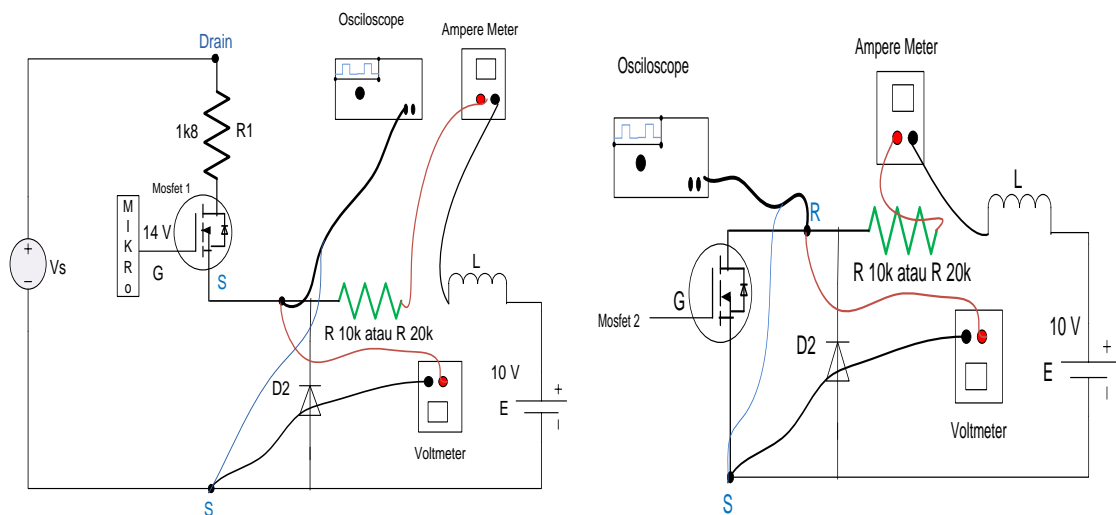 Osciloscope
Ampere Meter
Drain
1k8
R1
Mosfet 1
MIKRo
14 V
G
S
Vs
+
−
L
R 10k atau R 20k
D2
10 V
+
E
−
Voltmeter
S
Ampere Meter
Osciloscope
L
R
R 10k atau R 20k
G
Mosfet 2
D2
10 V
+
E
−
Voltmeter
S